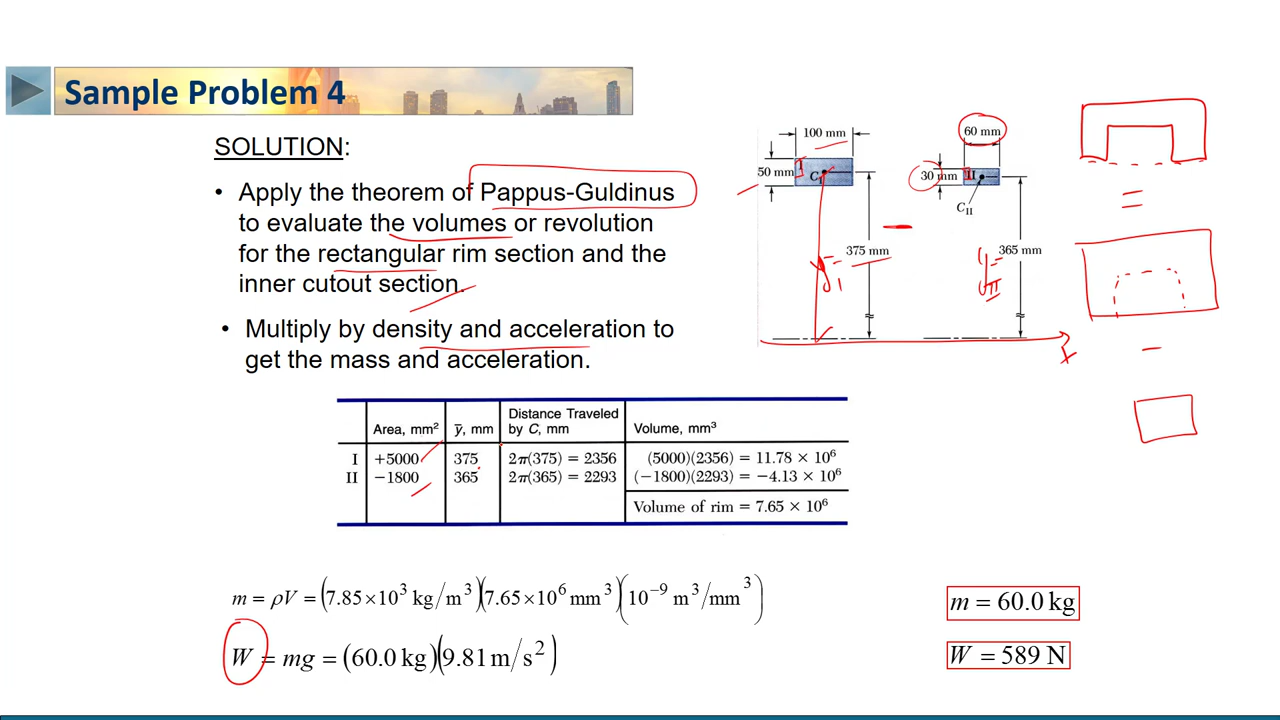 Sample Problem 4
SOLUTION:
• Apply the theorem of Pappus-Guldinus
to evaluate the volumes or revolution
for the rectangular rim section and the
inner cutout section.
• Multiply by density and acceleration to
get the mass and acceleration.
100 mm
50 mm
I
C
375 mm
ȳI =
60 mm
30 mm
II
CII
365 mm
ȳII =
x
Area, mm² ȳ, mm Distance Traveled by C, mm Volume, mm³
I +5000 375 2π(375) = 2356 (5000)(2356) = 11.78 × 10⁶
II −1800 365 2π(365) = 2293 (−1800)(2293) = −4.13 × 10⁶
Volume of rim = 7.65 × 10⁶
m = ρV = (7.85×10³ kg/m³)(7.65×10⁶ mm³)(10⁻⁹ m³/mm³)
m = 60.0 kg
W = mg = (60.0 kg)(9.81 m/s²)
W = 589 N